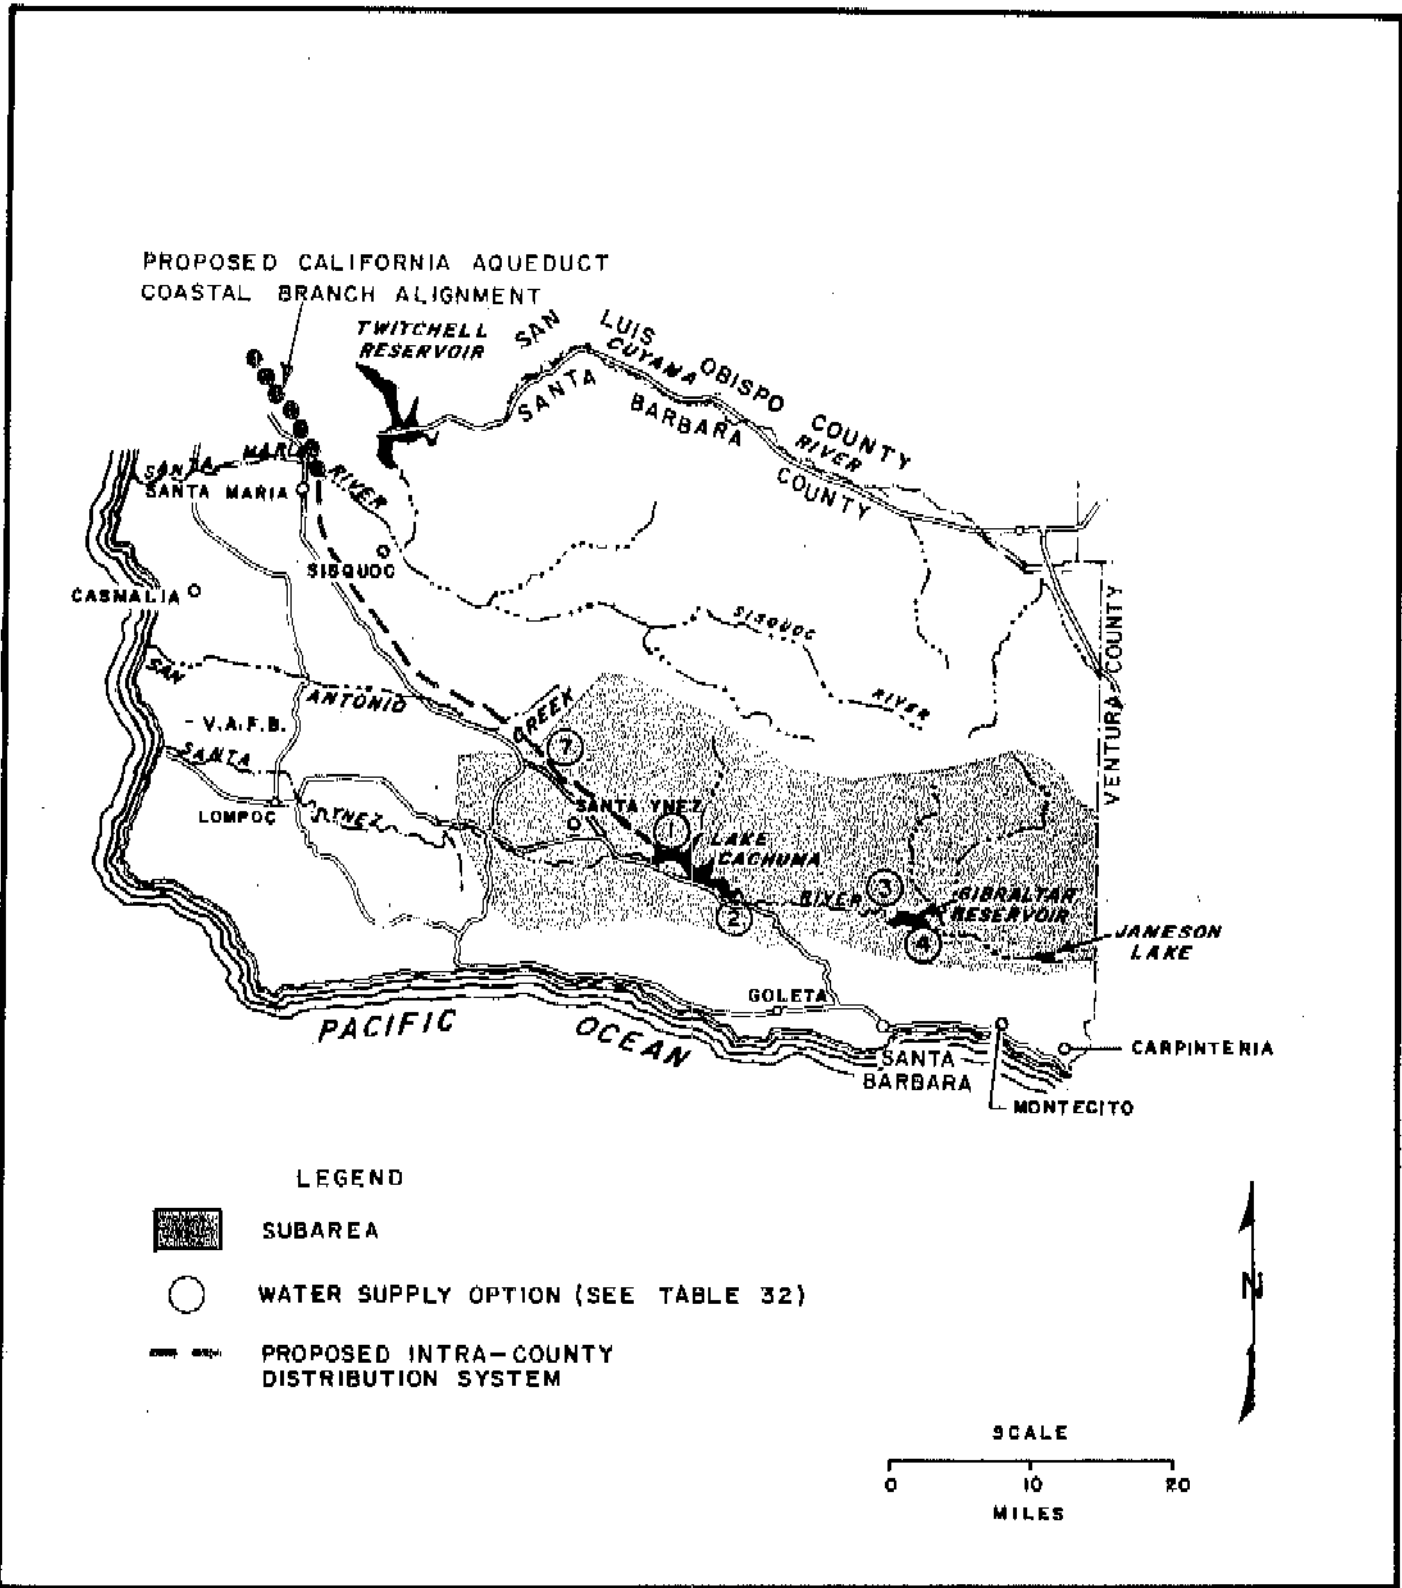 PROPOSED CALIFORNIA AQUEDUCT
COASTAL BRANCH ALIGNMENT
TWITCHELL
RESERVOIR
SAN LUIS OBISPO COUNTY
CUYAMA RIVER
SANTA BARBARA COUNTY
SANTA MARIA RIVER
SANTA MARIA
SISQUOC
CASMALIA
SISQUOC RIVER
VENTURA COUNTY
SAN ANTONIO CREEK
V.A.F.B.
7
SANTA YNEZ RIVER
LOMPOC
SANTA YNEZ
1
LAKE
CACHUMA
2
3
GIBRALTAR
RESERVOIR
4
JAMESON
LAKE
GOLETA
PACIFIC OCEAN
SANTA
BARBARA
CARPINTERIA
MONTECITO
LEGEND
SUBAREA
WATER SUPPLY OPTION (SEE TABLE 32)
PROPOSED INTRA-COUNTY
DISTRIBUTION SYSTEM
N
SCALE
0 10 20
MILES